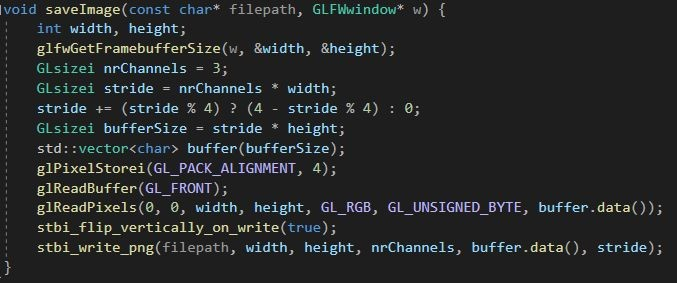 void saveImage(const char* filepath, GLFWwindow* w) {
int width, height;
glfwGetFramebufferSize(w, &width, &height);
GLsizei nrChannels = 3;
GLsizei stride = nrChannels * width;
stride += (stride % 4) ? (4 - stride % 4) : 0;
GLsizei bufferSize = stride * height;
std::vector<char> buffer(bufferSize);
glPixelStorei(GL_PACK_ALIGNMENT, 4);
glReadBuffer(GL_FRONT);
glReadPixels(0, 0, width, height, GL_RGB, GL_UNSIGNED_BYTE, buffer.data());
stbi_flip_vertically_on_write(true);
stbi_write_png(filepath, width, height, nrChannels, buffer.data(), stride);
}